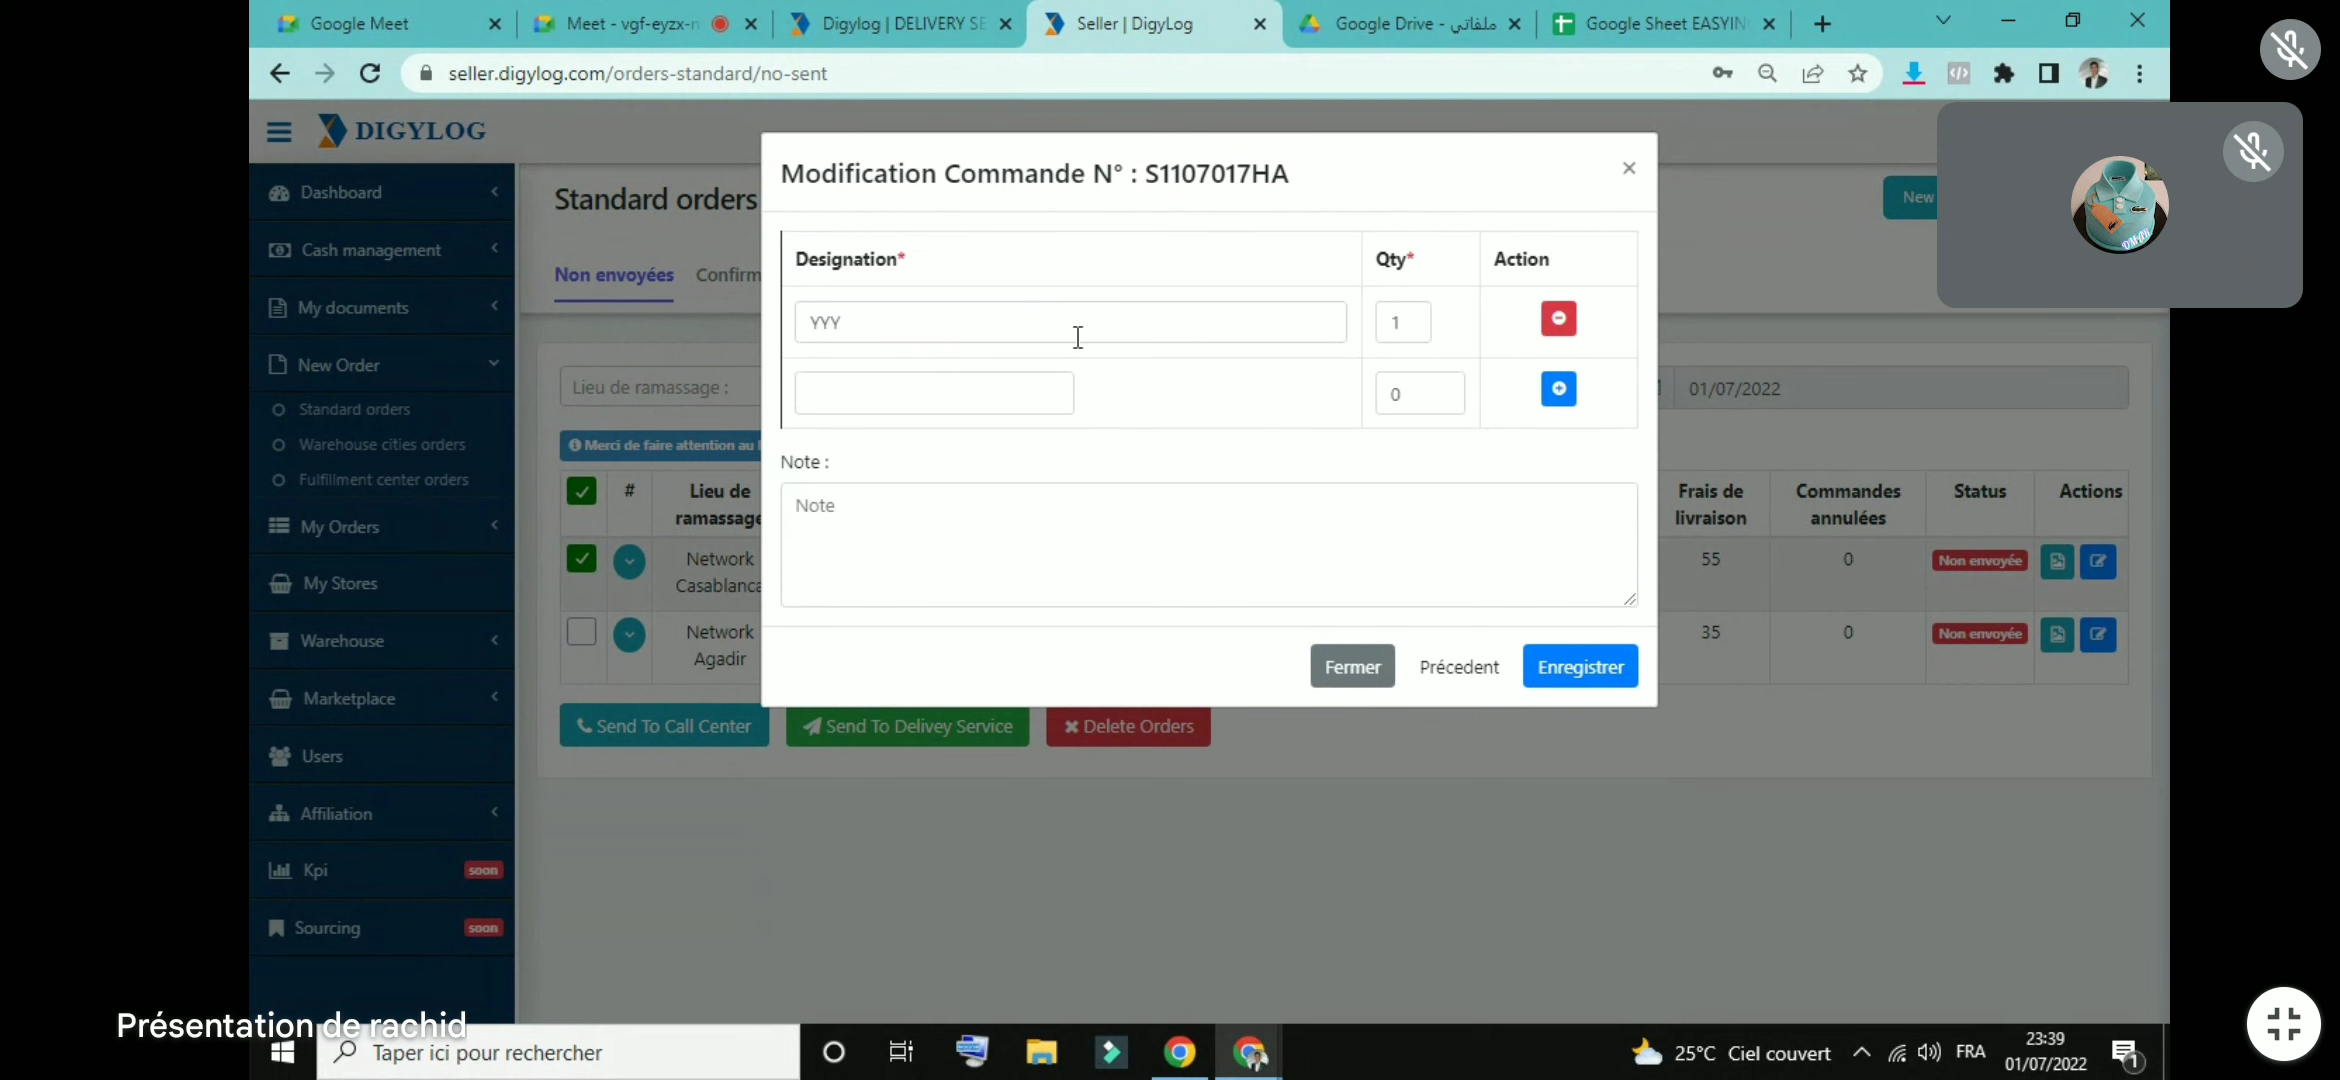 Google Meet
Meet - vgf-eyzx-n
Digylog | DELIVERY SE
Seller | DigyLog
ملفاتي - Google Drive
Google Sheet EASYIN
seller.digylog.com/orders-standard/no-sent
DIGYLOG
Dashboard
Cash management
My documents
New Order
Standard orders
Warehouse cities orders
Fulfillment center orders
My Orders
My Stores
Warehouse
Marketplace
Users
Affiliation
Kpi soon
Sourcing soon
Standard orders
New
Non envoyées Confirm
Lieu de ramassage :
01/07/2022
Merci de faire attention au
# Lieu de ramassage Frais de livraison Commandes annulées Status Actions
Network Casablanca 55 0 Non envoyée
Network Agadir 35 0 Non envoyée
Send To Call Center Send To Delivey Service Delete Orders
Modification Commande N° : S1107017HA
×
Designation* Qty* Action
YYY 1
0
Note :
Note
Fermer Précedent Enregistrer
OMAR
Présentation de rachid
Taper ici pour rechercher
25°C Ciel couvert
FRA
23:39
01/07/2022
1